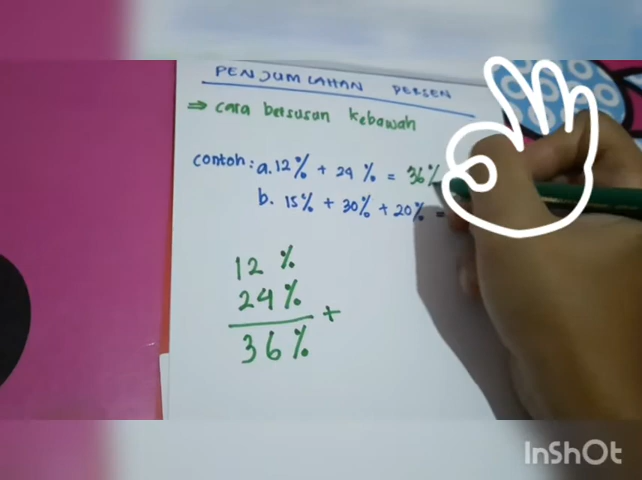 PENJUMLAHAN PERSEN
⇒ cara bersusun kebawah
contoh: a. 12% + 24% = 36%
b. 15% + 30% + 20% =
12 %
24 %
+
36 %
InShOt